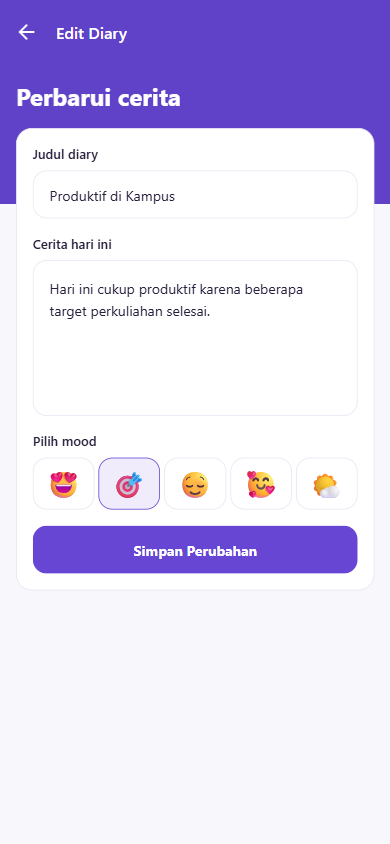 Edit Diary
Perbarui cerita
Judul diary
Produktif di Kampus
Cerita hari ini
Hari ini cukup produktif karena beberapa
target perkuliahan selesai.
Pilih mood
Simpan Perubahan